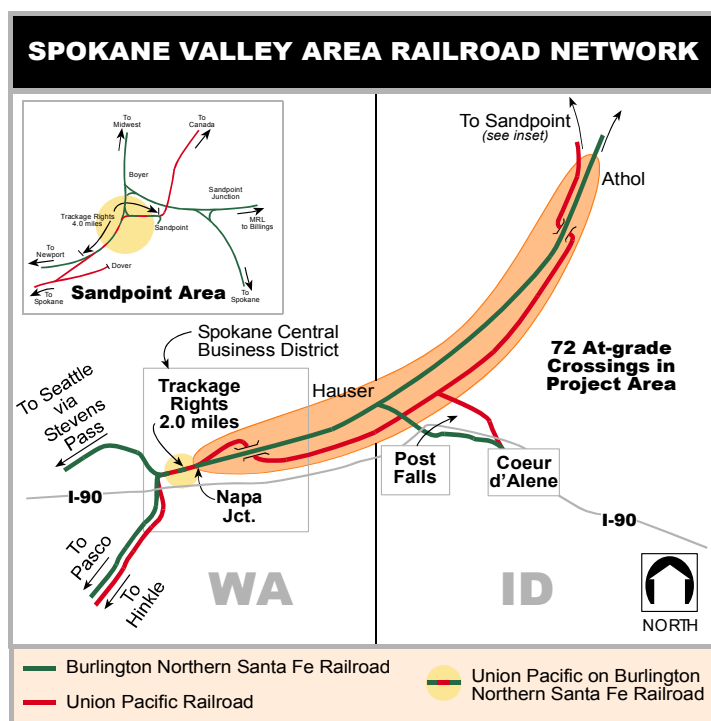 SPOKANE VALLEY AREA RAILROAD NETWORK
To
Midwest
To
Canada
Boyer
Sandpoint
Junction
Trackage Rights
4.0 miles
Sandpoint
MRL
to Billings
To
Newport
Dover
To
Spokane
Sandpoint Area
To
Spokane
To Sandpoint
(see inset)
Athol
72 At-grade
Crossings in
Project Area
Spokane Central
Business District
Trackage
Rights
2.0 miles
Hauser
To Seattle
via
Stevens
Pass
I-90
Napa
Jct.
Post
Falls
Coeur
d'Alene
I-90
To
Pasco
To
Hinkle
WA
ID
NORTH
Burlington Northern Santa Fe Railroad
Union Pacific Railroad
Union Pacific on Burlington
Northern Santa Fe Railroad